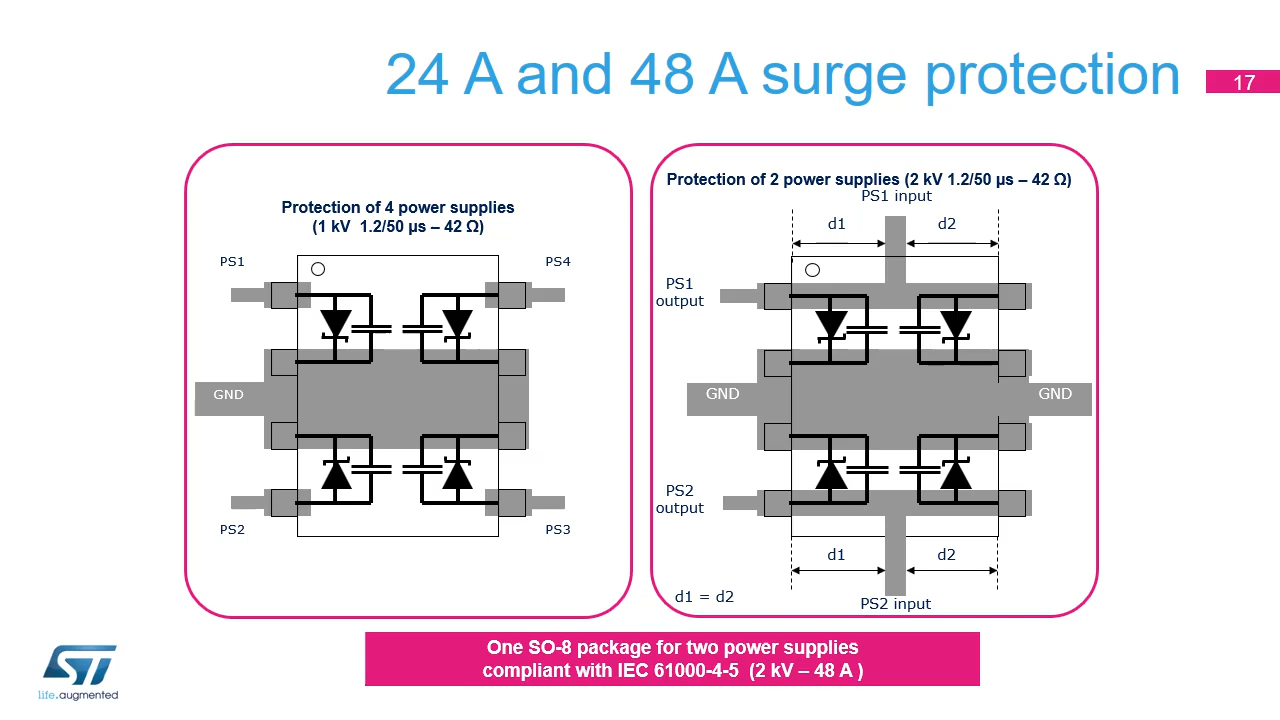 24 A and 48 A surge protection
17
Protection of 4 power supplies
(1 kV 1.2/50 µs – 42 Ω)
PS1
PS4
GND
PS2
PS3
Protection of 2 power supplies (2 kV 1.2/50 µs – 42 Ω)
PS1 input
d1
d2
PS1
output
GND
GND
PS2
output
d1
d2
d1 = d2
PS2 input
One SO-8 package for two power supplies
compliant with IEC 61000-4-5 (2 kV – 48 A )
ST
life.augmented